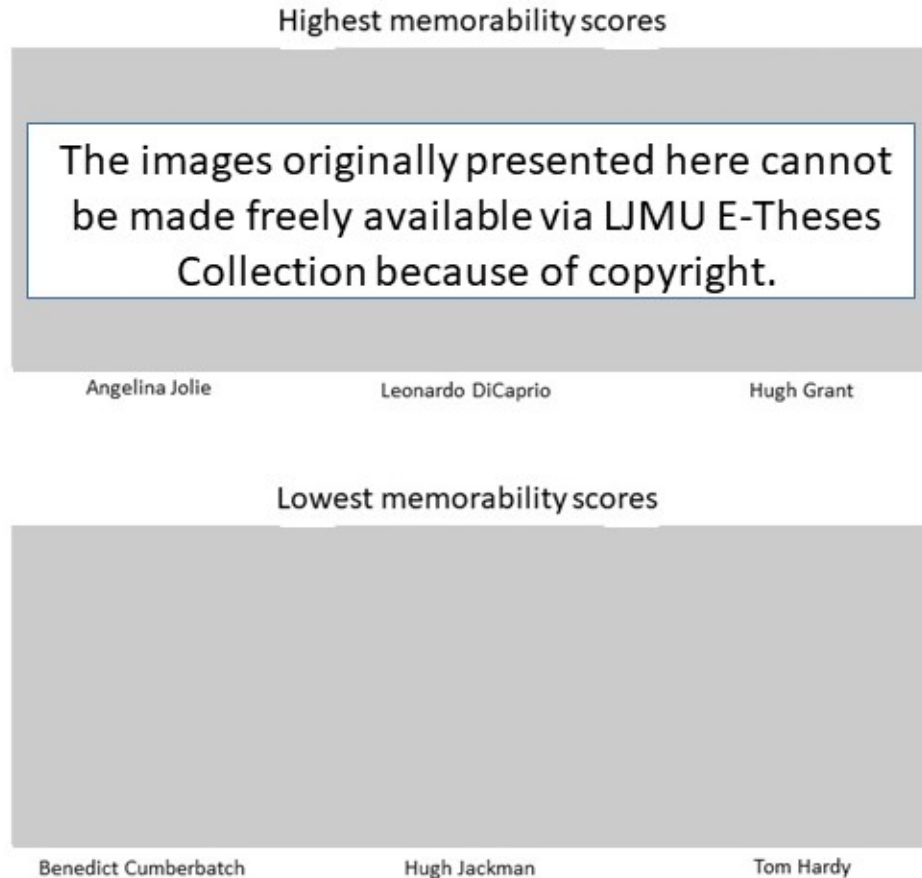 Highest memorability scores
The images originally presented here cannot
be made freely available via LJMU E-Theses
Collection because of copyright.
Angelina Jolie Leonardo DiCaprio Hugh Grant
Lowest memorability scores
Benedict Cumberbatch Hugh Jackman Tom Hardy